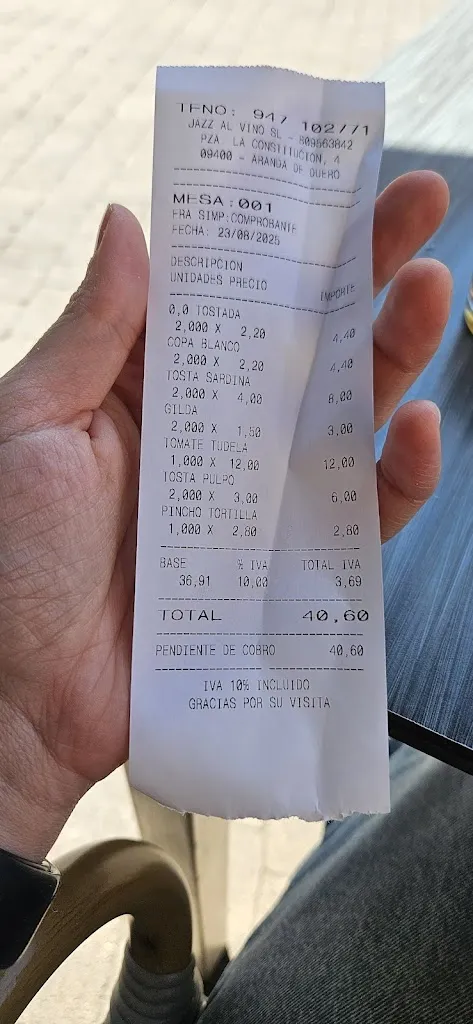 TFNO: 947 102771
JAZZ AL VINO SL - B09563842
PZA LA CONSTITUCION, 4
09400 - ARANDA DE DUERO
MESA:001
FRA SIMP:COMPROBANTE
FECHA: 23/08/2025
DESCRIPCION
UNIDADES PRECIO IMPORTE
0,0 TOSTADA
2,000 X 2,20 4,40
COPA BLANCO
2,000 X 2,20 4,40
TOSTA SARDINA
2,000 X 4,00 8,00
GILDA
2,000 X 1,50 3,00
TOMATE TUDELA
1,000 X 12,00 12,00
TOSTA PULPO
2,000 X 3,00 6,00
PINCHO TORTILLA
1,000 X 2,80 2,80
BASE % IVA TOTAL IVA
36,91 10,00 3,69
TOTAL 40,60
PENDIENTE DE COBRO 40,60
IVA 10% INCLUIDO
GRACIAS POR SU VISITA